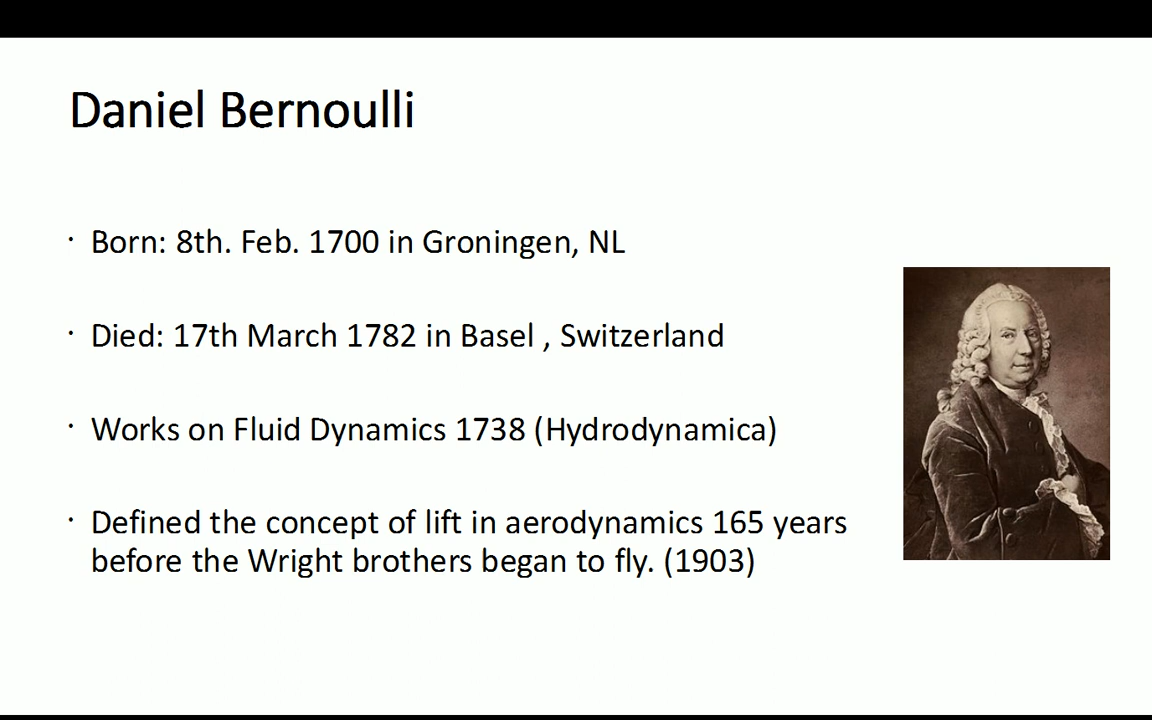 Daniel Bernoulli
· Born: 8th. Feb. 1700 in Groningen, NL
· Died: 17th March 1782 in Basel , Switzerland
· Works on Fluid Dynamics 1738 (Hydrodynamica)
· Defined the concept of lift in aerodynamics 165 years
before the Wright brothers began to fly. (1903)